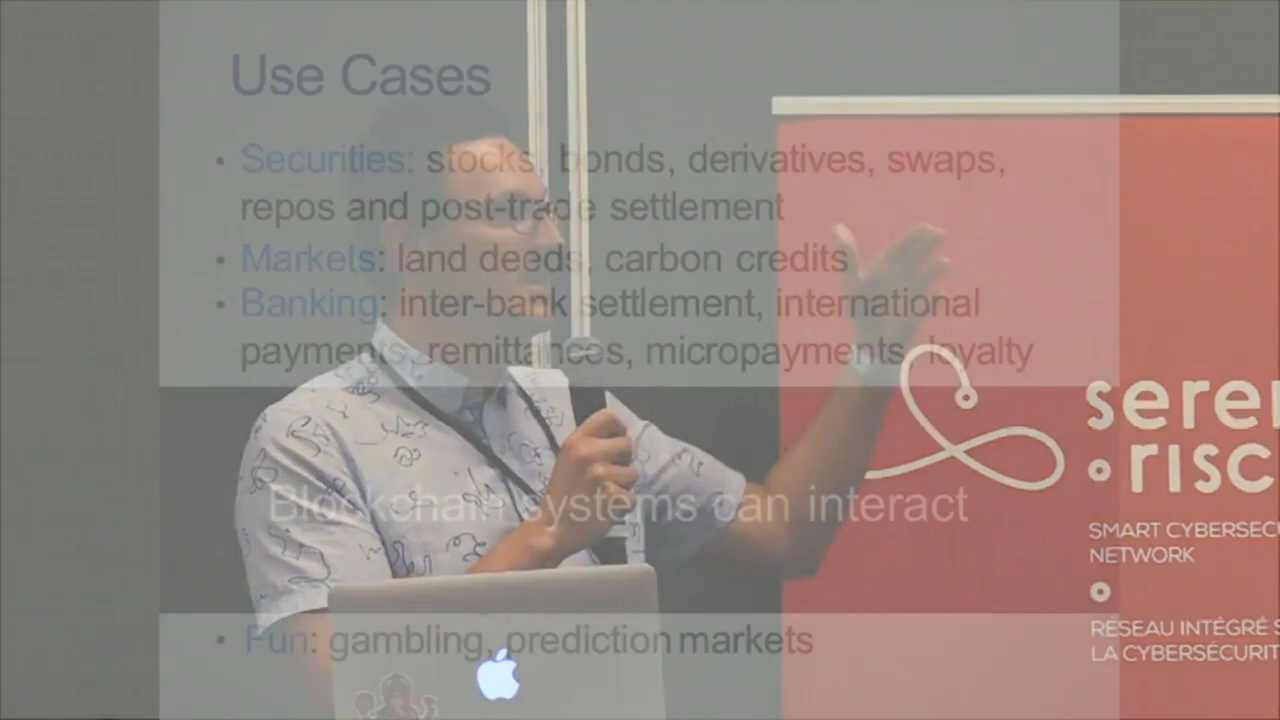 Use Cases
• Securities: stocks, bonds, derivatives, swaps,
repos and post-trade settlement
• Markets: land deeds, carbon credits
• Banking: inter-bank settlement, international
payments, remittances, micropayments, loyalty
Blockchain systems can interact
• Fun: gambling, prediction markets
seren
risc
SMART CYBERSEC
NETWORK
RÉSEAU INTÉGRÉ S
LA CYBERSÉCURIT